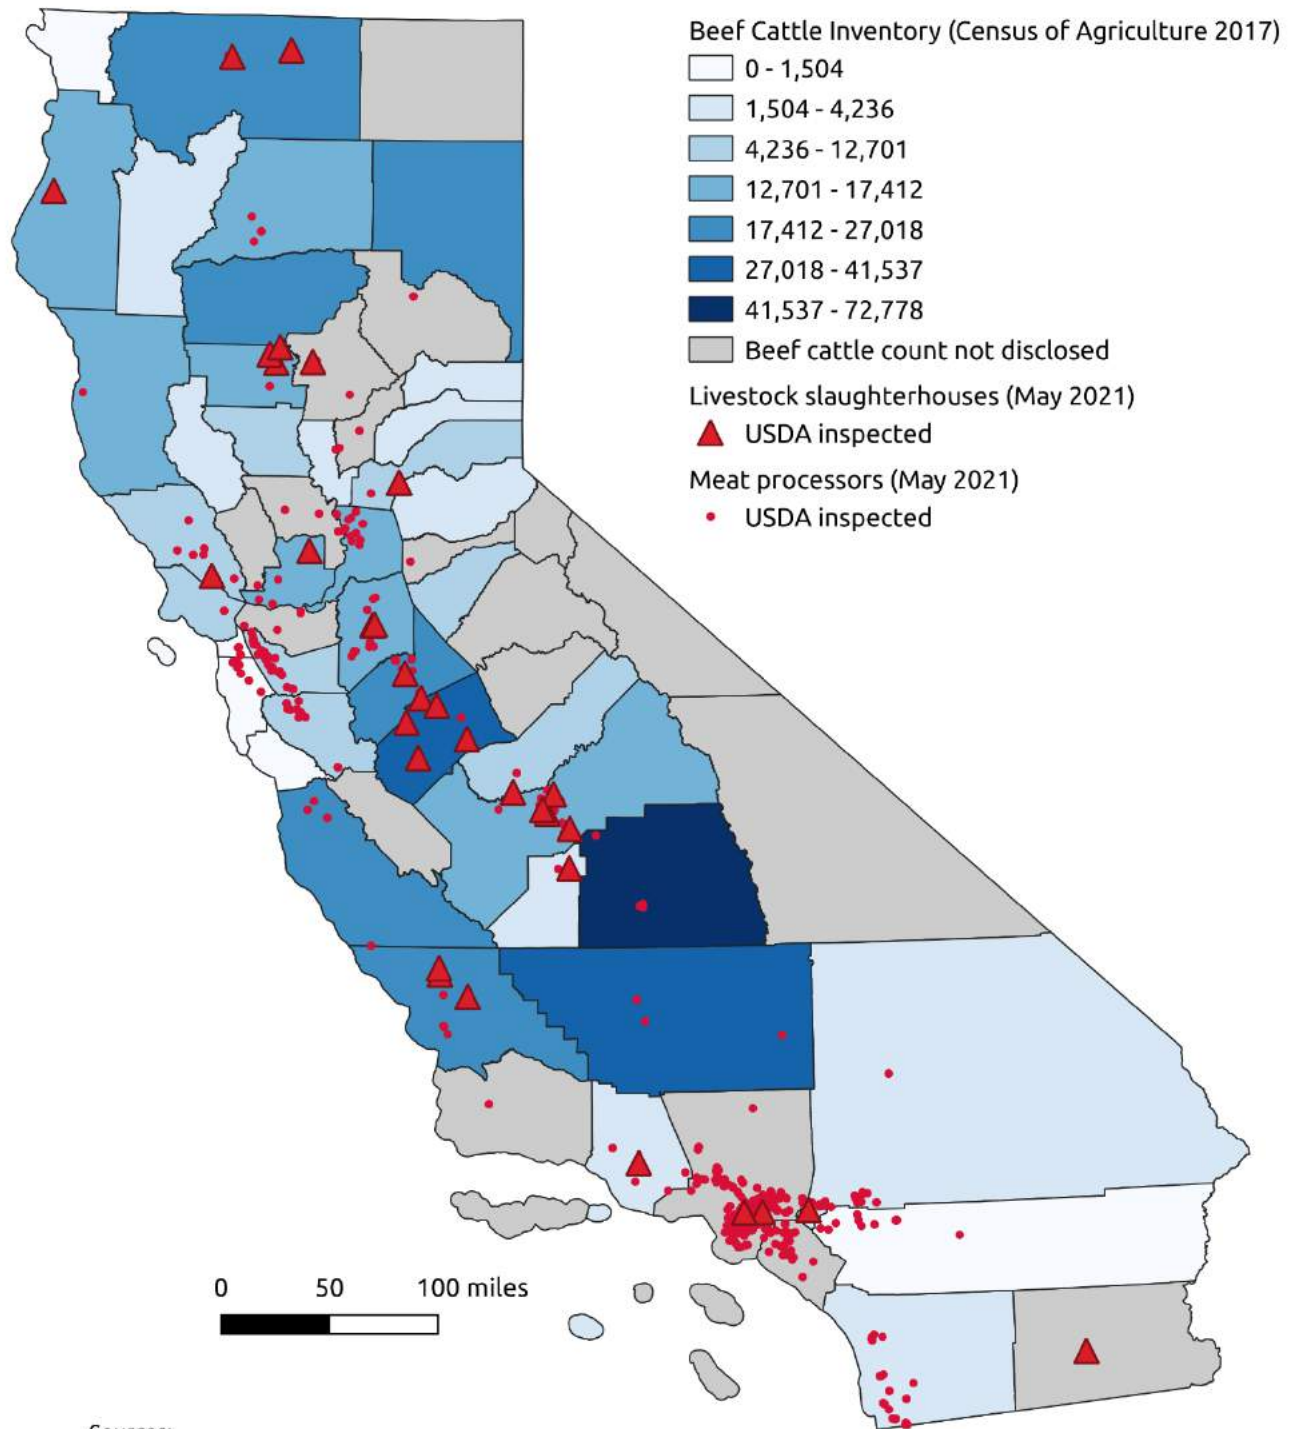 Beef Cattle Inventory (Census of Agriculture 2017)
0 - 1,504
1,504 - 4,236
4,236 - 12,701
12,701 - 17,412
17,412 - 27,018
27,018 - 41,537
41,537 - 72,778
Beef cattle count not disclosed
Livestock slaughterhouses (May 2021)
USDA inspected
Meat processors (May 2021)
USDA inspected
0 50 100 miles